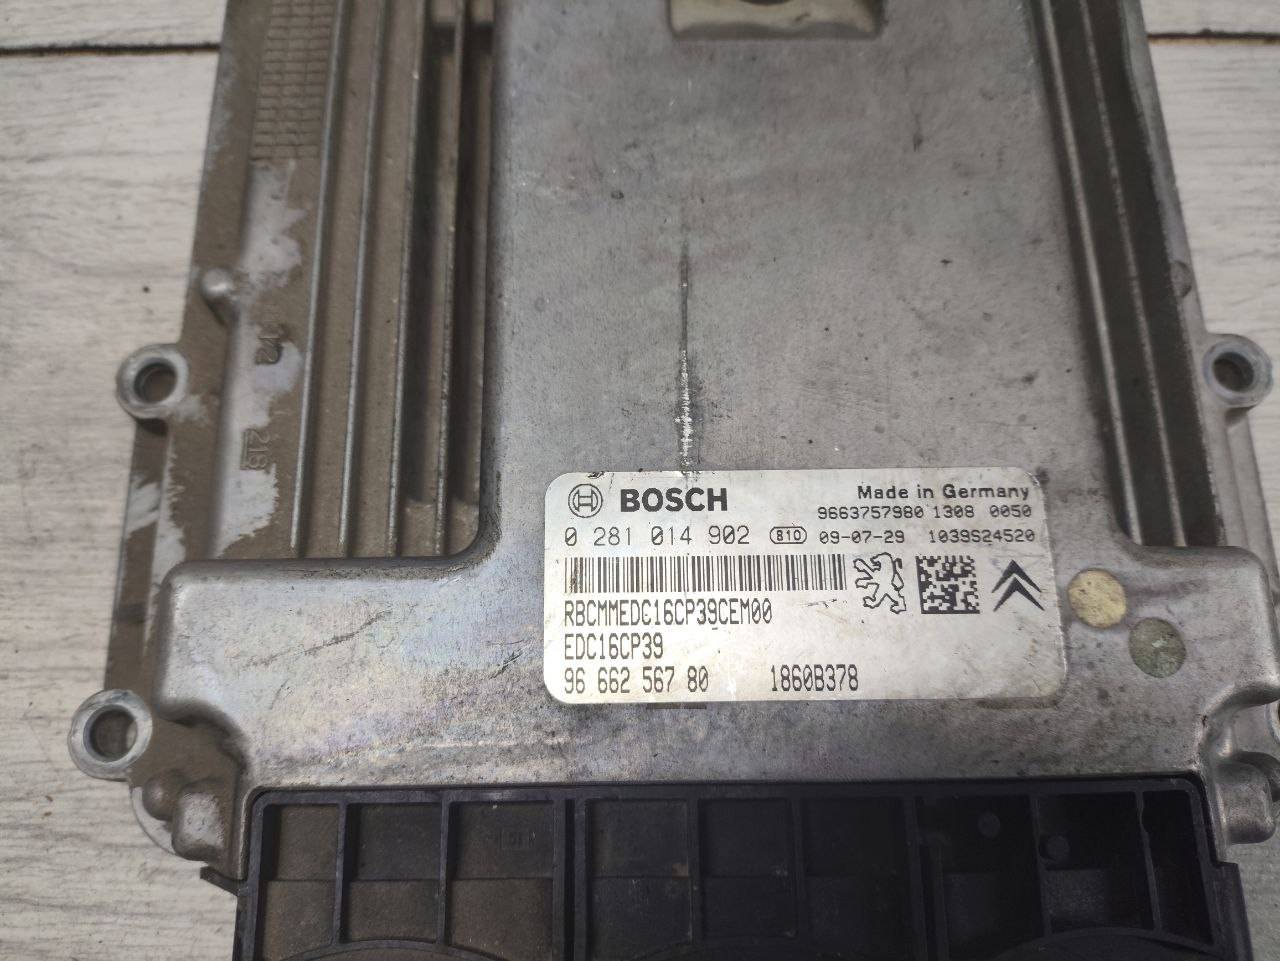 BOSCH
Made in Germany
9663757980 1308 0050
0 281 014 902 810 09-07-29 1039S24520
RBCMMEDC16CP39CEM00
EDC16CP39
96 662 567 80 1860B378